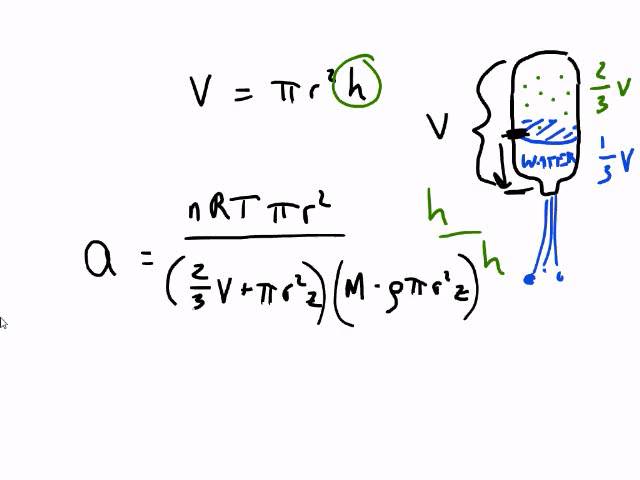 V = πr²h
V
2/3 V
WATER
1/3 V
a = nRTπr² / (2/3 V + πr²z)(M - ρπr²z)
h/h